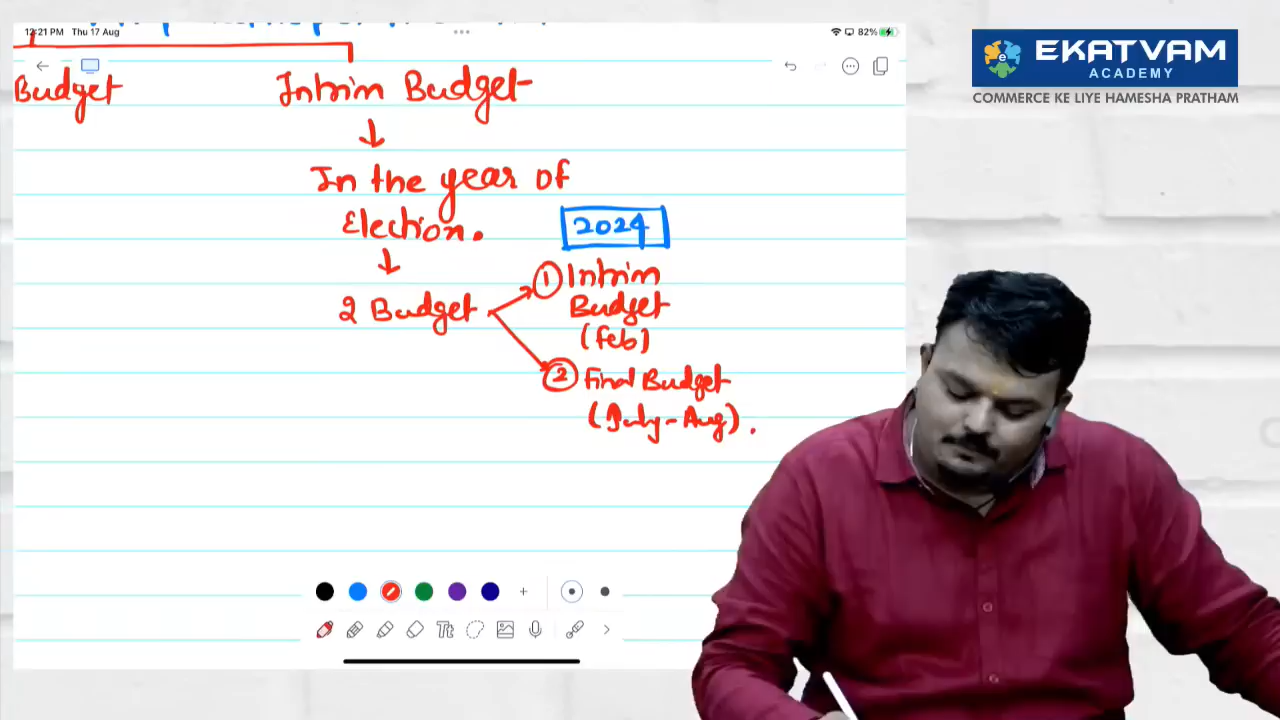 12:21 PM Thu 17 Aug
82%
EKATVAM
ACADEMY
COMMERCE KE LIYE HAMESHA PRATHAM
Budget
Intrim Budget
In the year of
Election.
2024
2 Budget
① Intrim
Budget
(Feb)
② Final Budget
(July-Aug).
Tt